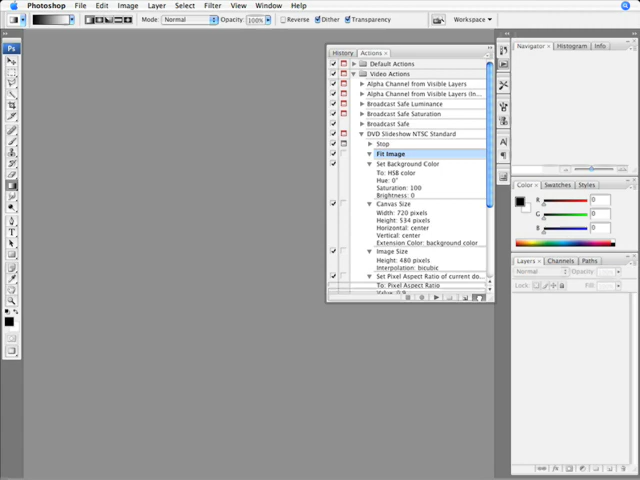 Photoshop File Edit Image Layer Select Filter View Window Help
Mode: Normal Opacity: 100% Reverse Dither Transparency Workspace
Ps
History Actions ×
Default Actions
Video Actions
Alpha Channel from Visible Layers
Alpha Channel from Visible Layers (In...
Broadcast Safe Luminance
Broadcast Safe Saturation
Broadcast Safe
DVD Slideshow NTSC Standard
Stop
Fit Image
Set Background Color
To: HSB color
Hue: 0°
Saturation: 100
Brightness: 0
Canvas Size
Width: 720 pixels
Height: 534 pixels
Horizontal: center
Vertical: center
Extension Color: background color
Image Size
Height: 480 pixels
Interpolation: bicubic
Set Pixel Aspect Ratio of current do...
To: Pixel Aspect Ratio
Navigator × Histogram Info
Color × Swatches Styles
R 0
G 0
B 0
Layers × Channels Paths
Normal Opacity:
Lock: Fill: